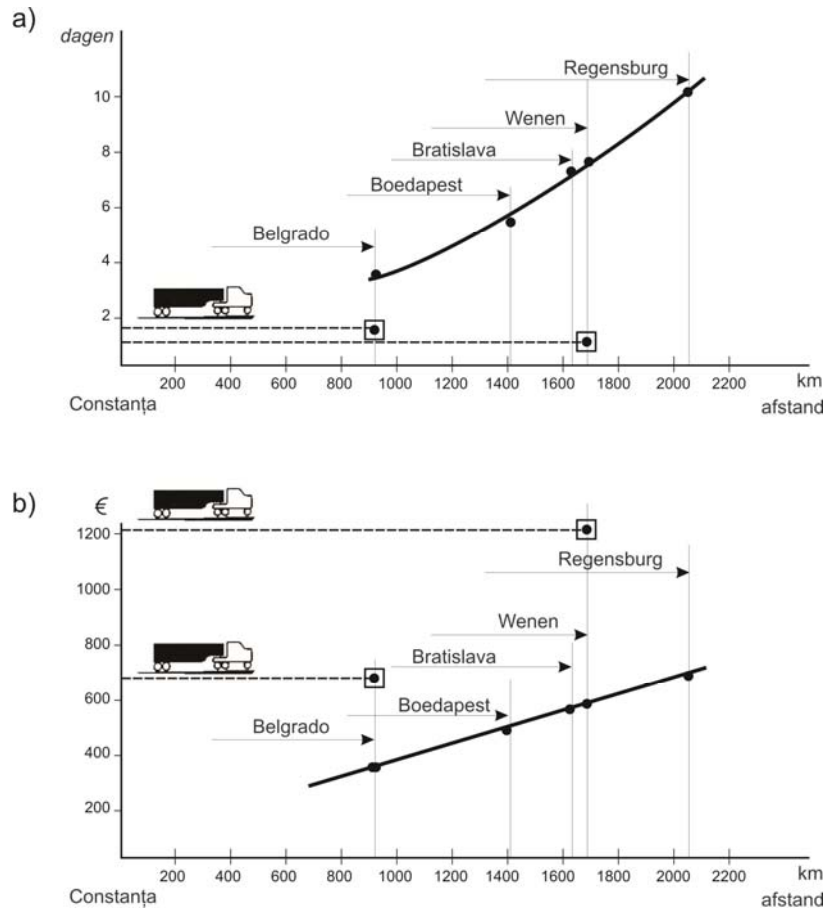 a)
dagen
10
8
6
4
2
Regensburg
Wenen
Bratislava
Boedapest
Belgrado
200 400 600 800 1000 1200 1400 1600 1800 2000 2200 km
Constanța afstand
b) €
1200
1000
800
600
400
200
Regensburg
Wenen
Bratislava
Boedapest
Belgrado
200 400 600 800 1000 1200 1400 1600 1800 2000 2200 km
Constanța afstand